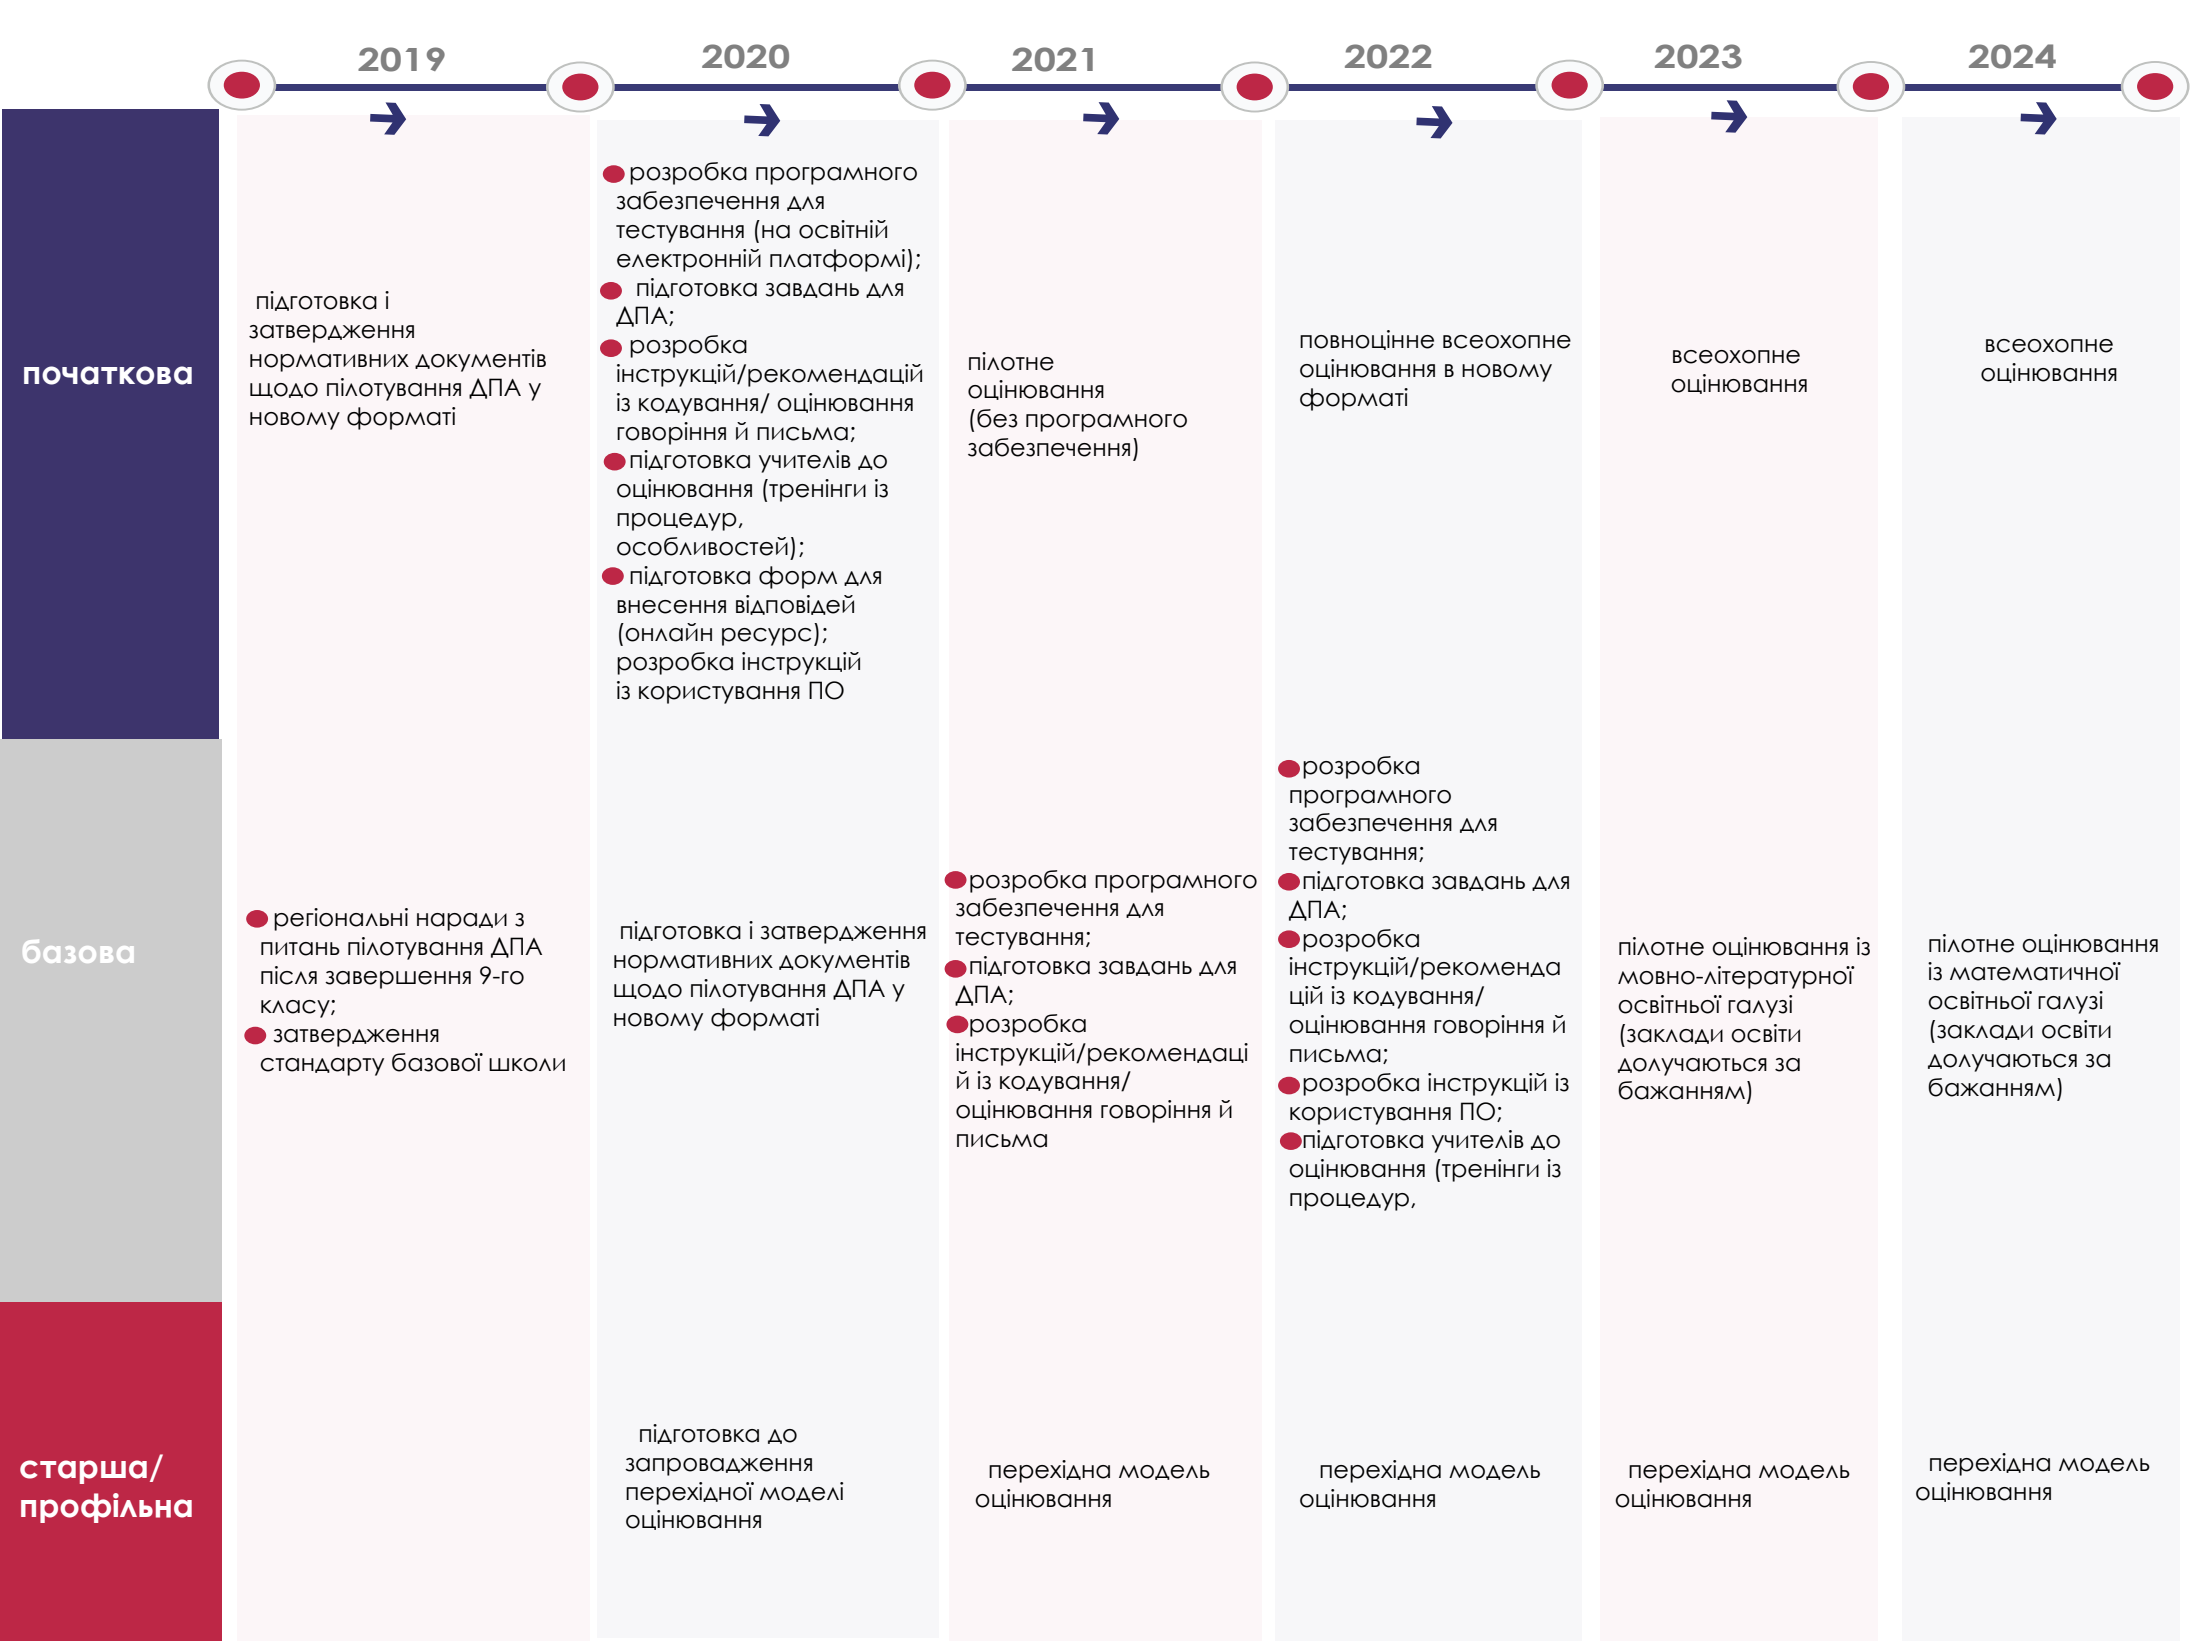 2019
2020
2021
2022
2023
2024
початкова
підготовка і
затвердження
нормативних документів
щодо пілотування ДПА у
новому форматі
розробка програмного
забезпечення для
тестування (на освітній
електронній платформі);
підготовка завдань для
ДПА;
розробка
інструкцій/рекомендацій
із кодування/ оцінювання
говоріння й письма;
підготовка учителів до
оцінювання (тренінги із
процедур,
особливостей);
підготовка форм для
внесення відповідей
(онлайн ресурс);
розробка інструкцій
із користування ПО
пілотне
оцінювання
(без програмного
забезпечення)
повноцінне всеохопне
оцінювання в новому
форматі
всеохопне
оцінювання
всеохопне
оцінювання
базова
регіональні наради з
питань пілотування ДПА
після завершення 9-го
класу;
затвердження
стандарту базової школи
підготовка і затвердження
нормативних документів
щодо пілотування ДПА у
новому форматі
розробка програмного
забезпечення для
тестування;
підготовка завдань для
ДПА;
розробка
інструкцій/рекомендаці
й із кодування/
оцінювання говоріння й
письма
розробка
програмного
забезпечення для
тестування;
підготовка завдань для
ДПА;
розробка
інструкцій/рекоменда
цій із кодування/
оцінювання говоріння й
письма;
розробка інструкцій із
користування ПО;
підготовка учителів до
оцінювання (тренінги із
процедур,
пілотне оцінювання із
мовно-літературної
освітньої галузі
(заклади освіти
долучаються за
бажанням)
пілотне оцінювання
із математичної
освітньої галузі
(заклади освіти
долучаються за
бажанням)
старша/
профільна
підготовка до
запровадження
перехідної моделі
оцінювання
перехідна модель
оцінювання
перехідна модель
оцінювання
перехідна модель
оцінювання
перехідна модель
оцінювання